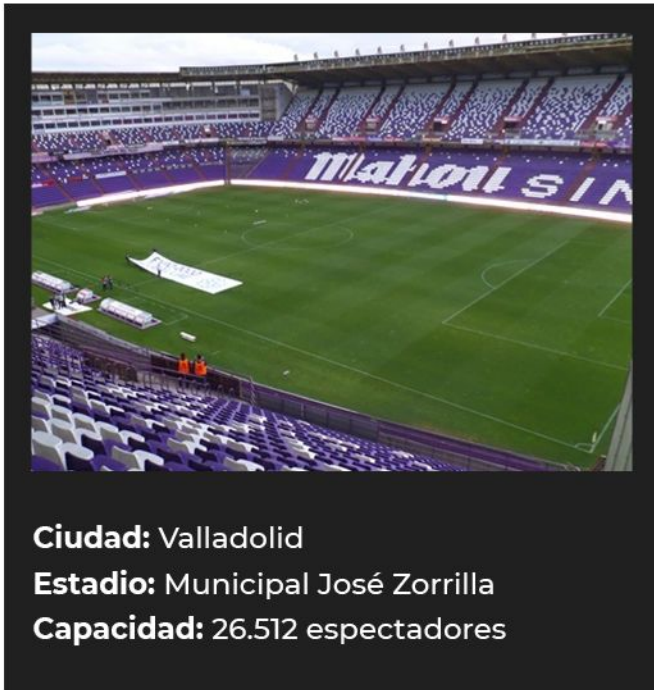 Mahou SIN
Ciudad: Valladolid
Estadio: Municipal José Zorrilla
Capacidad: 26.512 espectadores